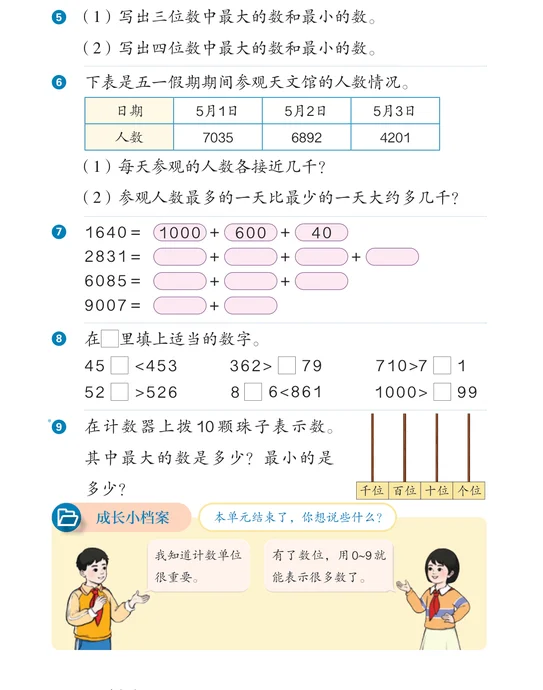 5 (1) 写出三位数中最大的数和最小的数。
(2) 写出四位数中最大的数和最小的数。
6 下表是五一假期期间参观天文馆的人数情况。
日期 5月1日 5月2日 5月3日
人数 7035 6892 4201
(1) 每天参观的人数各接近几千?
(2) 参观人数最多的一天比最少的一天大约多几千?
7 1640= 1000 + 600 + 40
2831= + + +
6085= + +
9007= +
8 在□里填上适当的数字。
45□<453 362>□79 710>7□1
52□>526 8□6<861 1000>□99
9 在计数器上拨10颗珠子表示数。
其中最大的数是多少? 最小的是
多少?
千位 百位 十位 个位
成长小档案 本单元结束了,你想说些什么?
我知道计数单位
很重要。
有了数位,用0~9就
能表示很多数了。